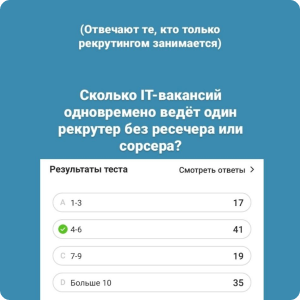 (Отвечают те, кто только
рекрутингом занимается)
Сколько IT-вакансий
одновременно ведёт один
рекрутер без ресечера или
сорсера?
Результаты теста Смотреть ответы >
A 1-3 17
4-6 41
C 7-9 19
D Больше 10 35